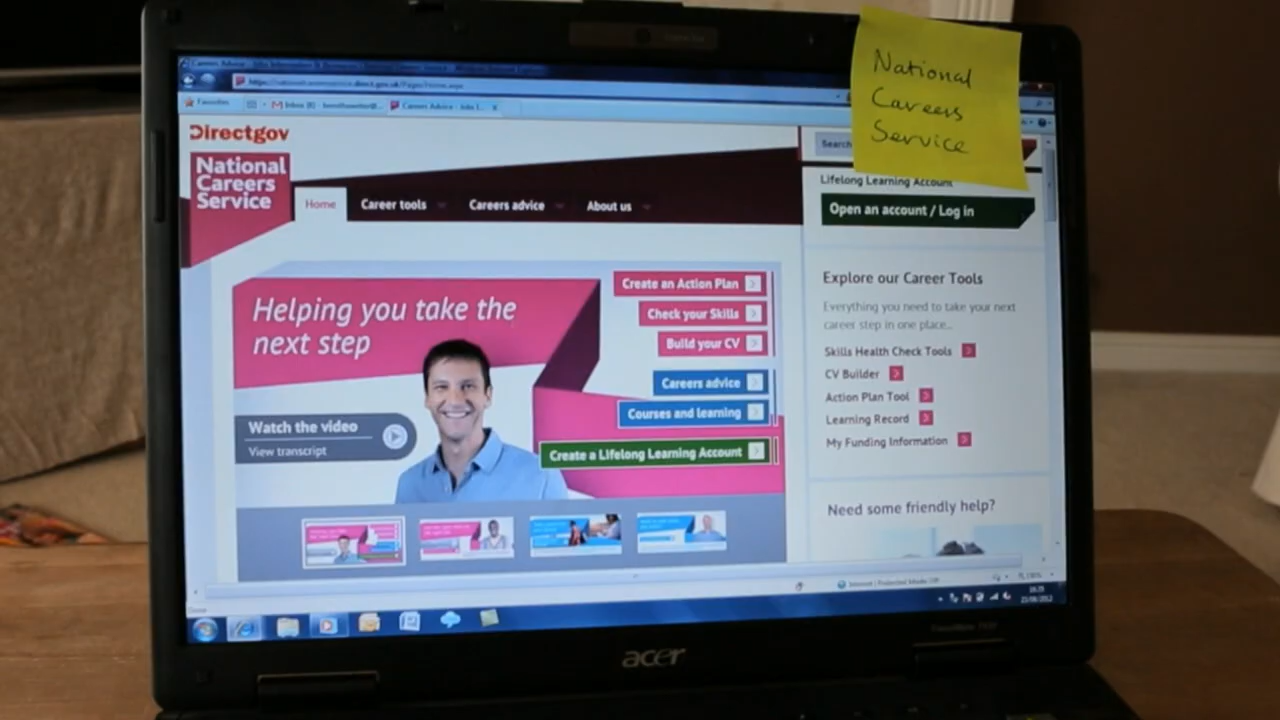 National
Careers
Service
Favorites
Directgov
National
Careers
Service
Home
Career tools
Careers advice
About us
Search
Lifelong Learning Account
Open an account / Log in
Helping you take the
next step
Watch the video
View transcript
Create an Action Plan
Check your Skills
Build your CV
Careers advice
Courses and learning
Create a Lifelong Learning Account
Explore our Career Tools
Everything you need to take your next
career step in one place...
Skills Health Check Tools
CV Builder
Action Plan Tool
Learning Record
My Funding Information
Need some friendly help?
acer